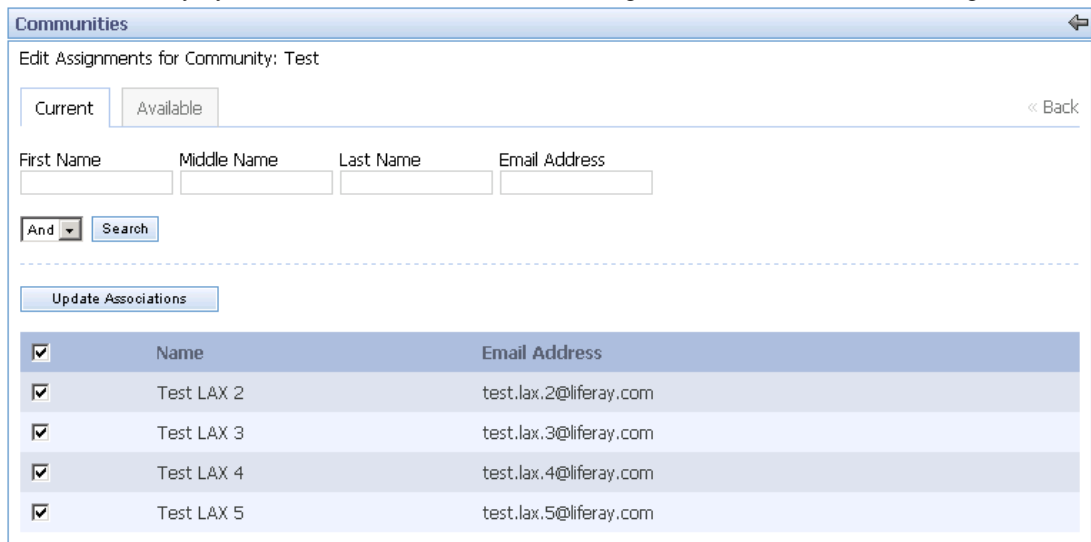 Communities
Edit Assignments for Community: Test
Current Available « Back
First Name Middle Name Last Name Email Address
And Search
Update Associations
Name Email Address
Test LAX 2 test.lax.2@liferay.com
Test LAX 3 test.lax.3@liferay.com
Test LAX 4 test.lax.4@liferay.com
Test LAX 5 test.lax.5@liferay.com